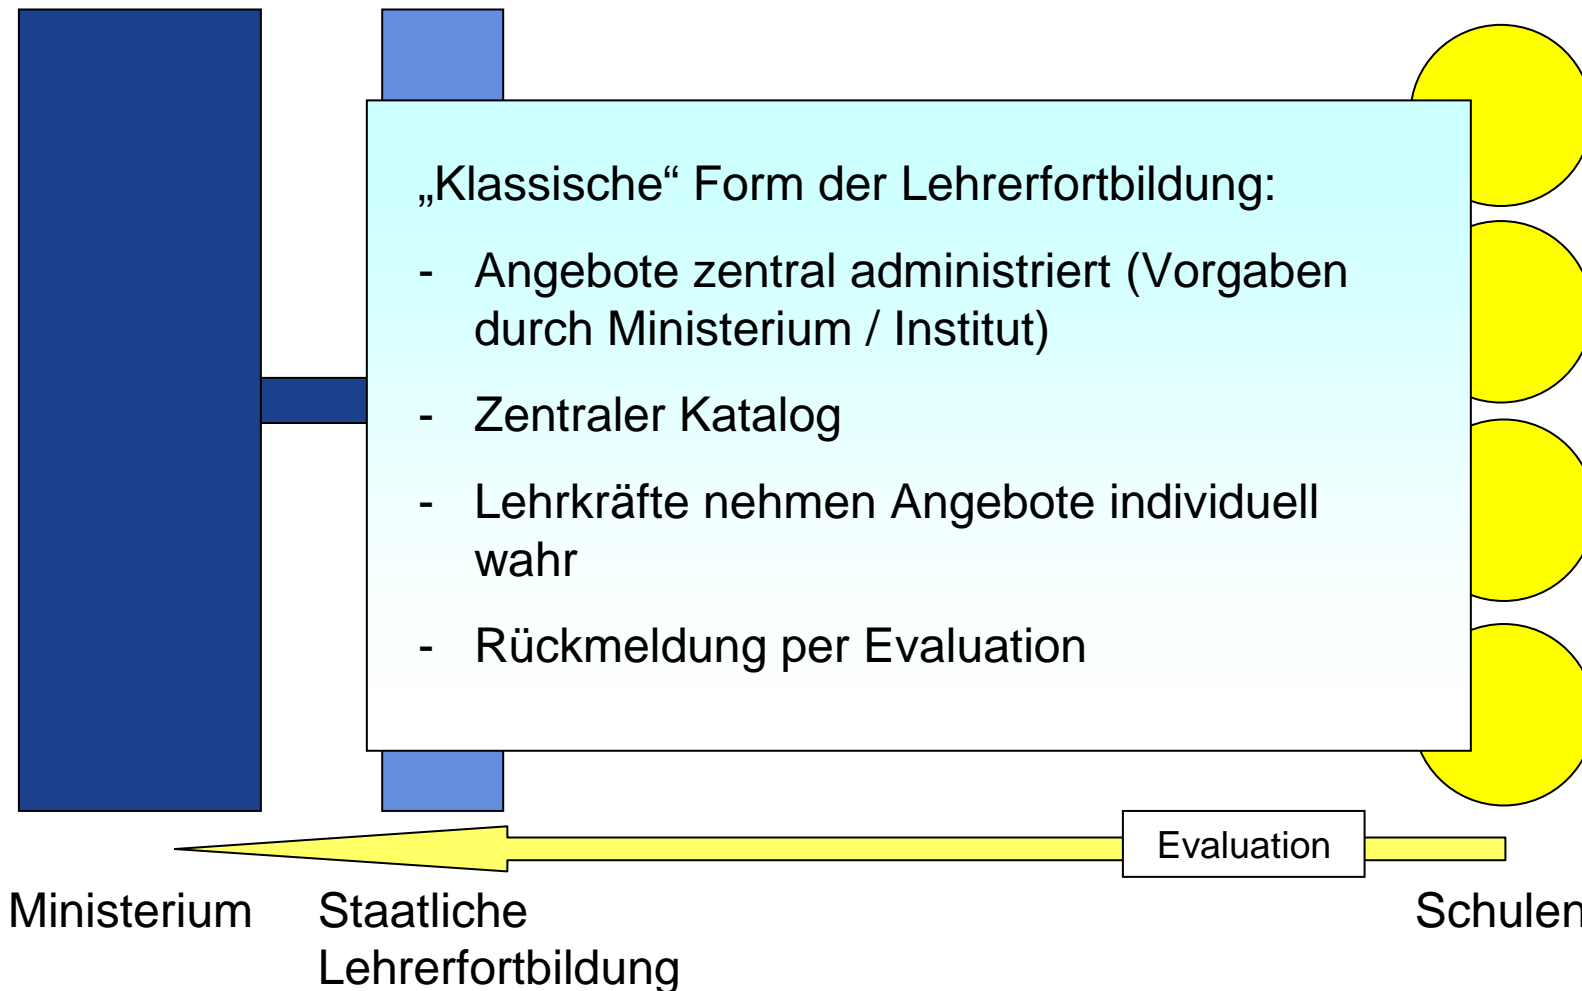 „Klassische“ Form der Lehrerfortbildung:
- Angebote zentral administriert (Vorgaben
durch Ministerium / Institut)
- Zentraler Katalog
- Lehrkräfte nehmen Angebote individuell
wahr
- Rückmeldung per Evaluation
Evaluation
Ministerium
Staatliche
Lehrerfortbildung
Schulen